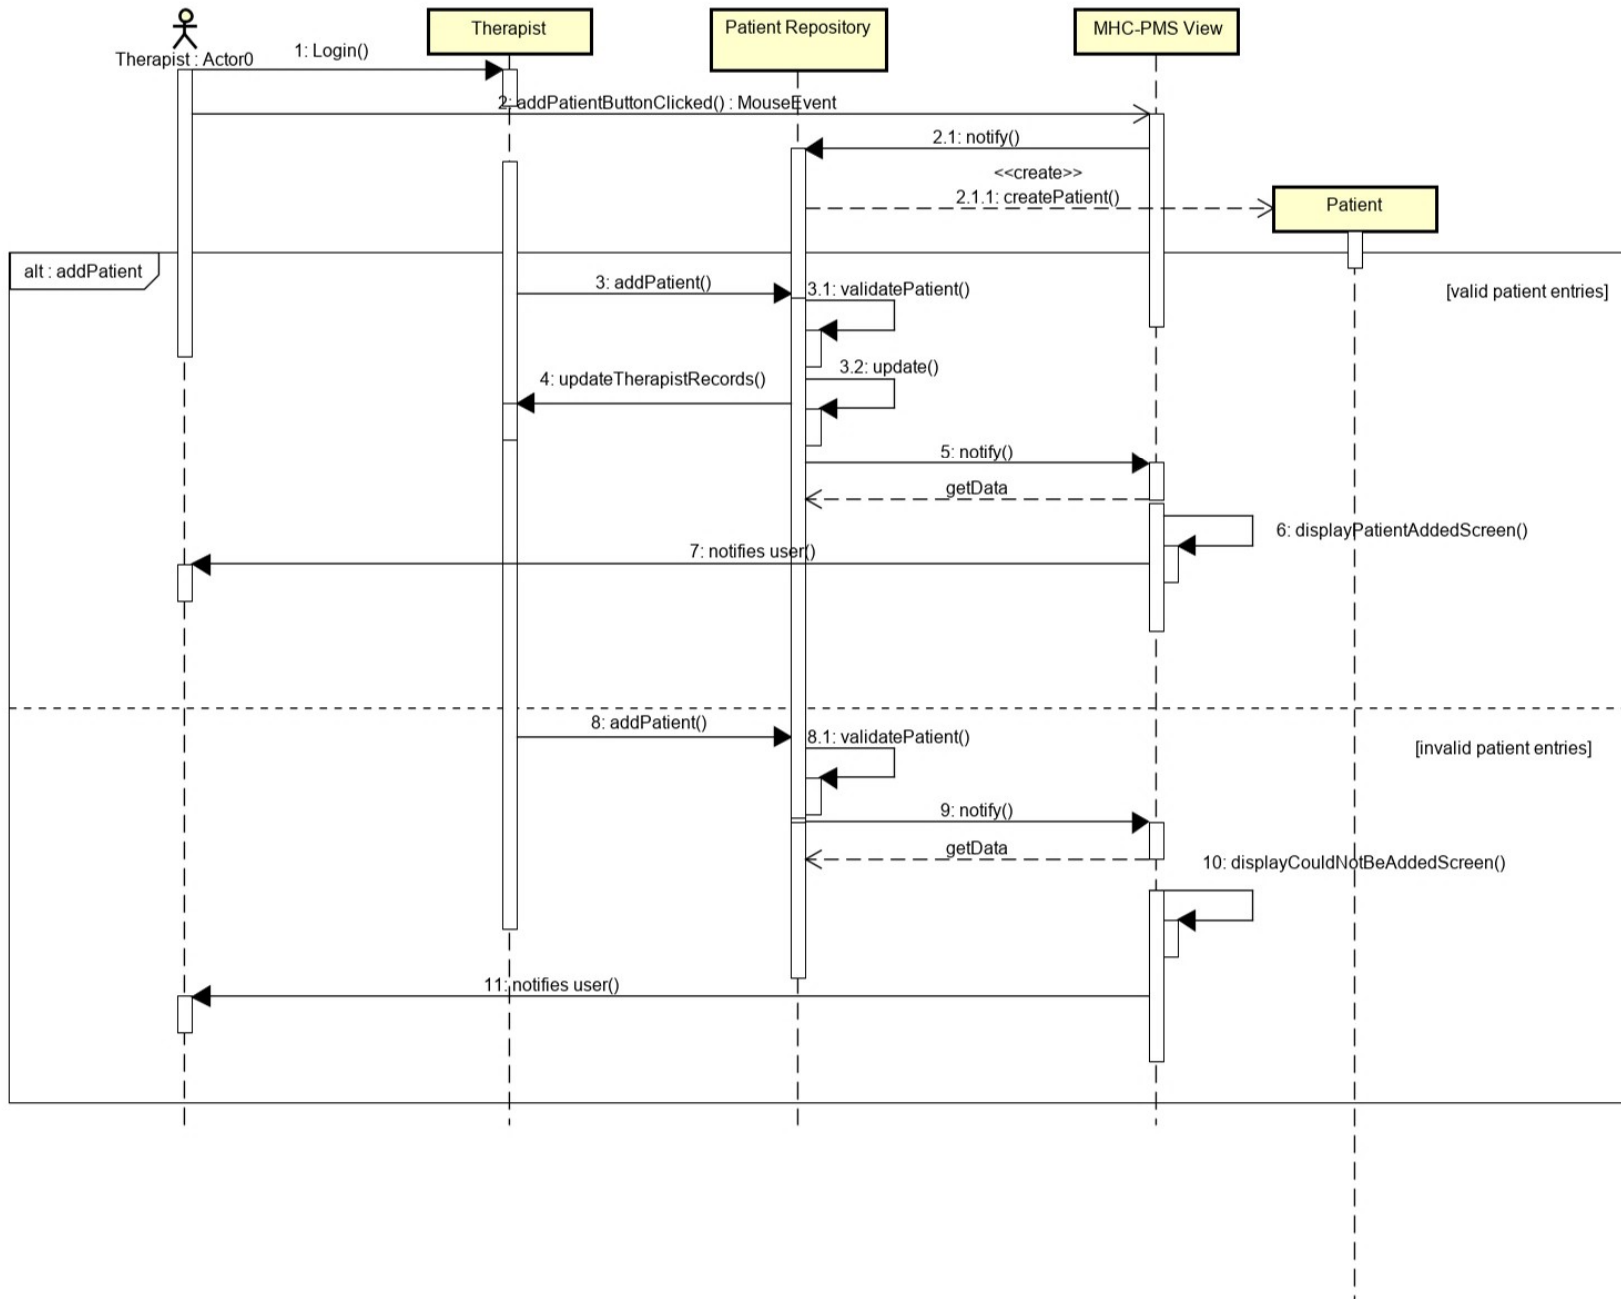 Therapist
Patient Repository
MHC-PMS View
Therapist : Actor0
1: Login()
2: addPatientButtonClicked() : MouseEvent
2.1: notify()
<<create>>
2.1.1: createPatient()
Patient
alt : addPatient
[valid patient entries]
3: addPatient()
3.1: validatePatient()
3.2: update()
4: updateTherapistRecords()
5: notify()
getData
6: displayPatientAddedScreen()
7: notifies user()
8: addPatient()
8.1: validatePatient()
[invalid patient entries]
9: notify()
getData
10: displayCouldNotBeAddedScreen()
11: notifies user()